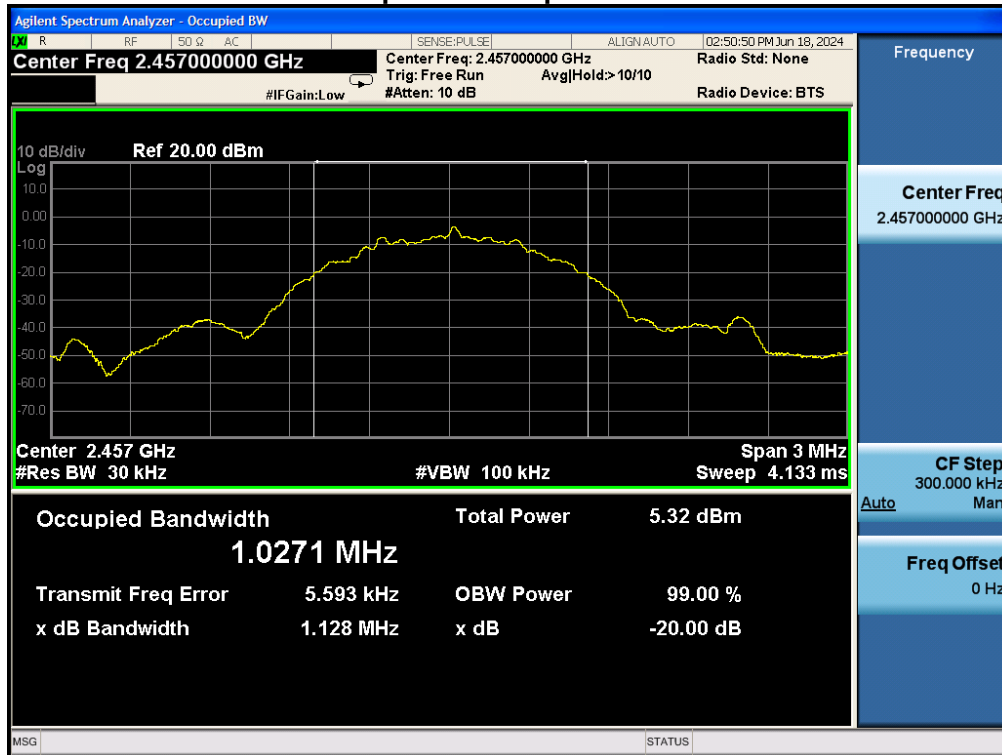 Agilent Spectrum Analyzer - Occupied BW
LXI R RF 50 Ω AC SENSE:PULSE ALIGN AUTO 02:50:50 PM Jun 18, 2024
Center Freq 2.457000000 GHz
Center Freq: 2.457000000 GHz
Radio Std: None
Trig: Free Run Avg|Hold:> 10/10
#IFGain:Low #Atten: 10 dB Radio Device: BTS
10 dB/div Ref 20.00 dBm
Log
10.0
0.00
-10.0
-20.0
-30.0
-40.0
-50.0
-60.0
-70.0
Center 2.457 GHz Span 3 MHz
#Res BW 30 kHz #VBW 100 kHz Sweep 4.133 ms
Occupied Bandwidth Total Power 5.32 dBm
1.0271 MHz
Transmit Freq Error 5.593 kHz OBW Power 99.00 %
x dB Bandwidth 1.128 MHz x dB -20.00 dB
MSG STATUS
Frequency
Center Freq
2.457000000 GHz
CF Step
300.000 kHz
Auto Man
Freq Offset
0 Hz